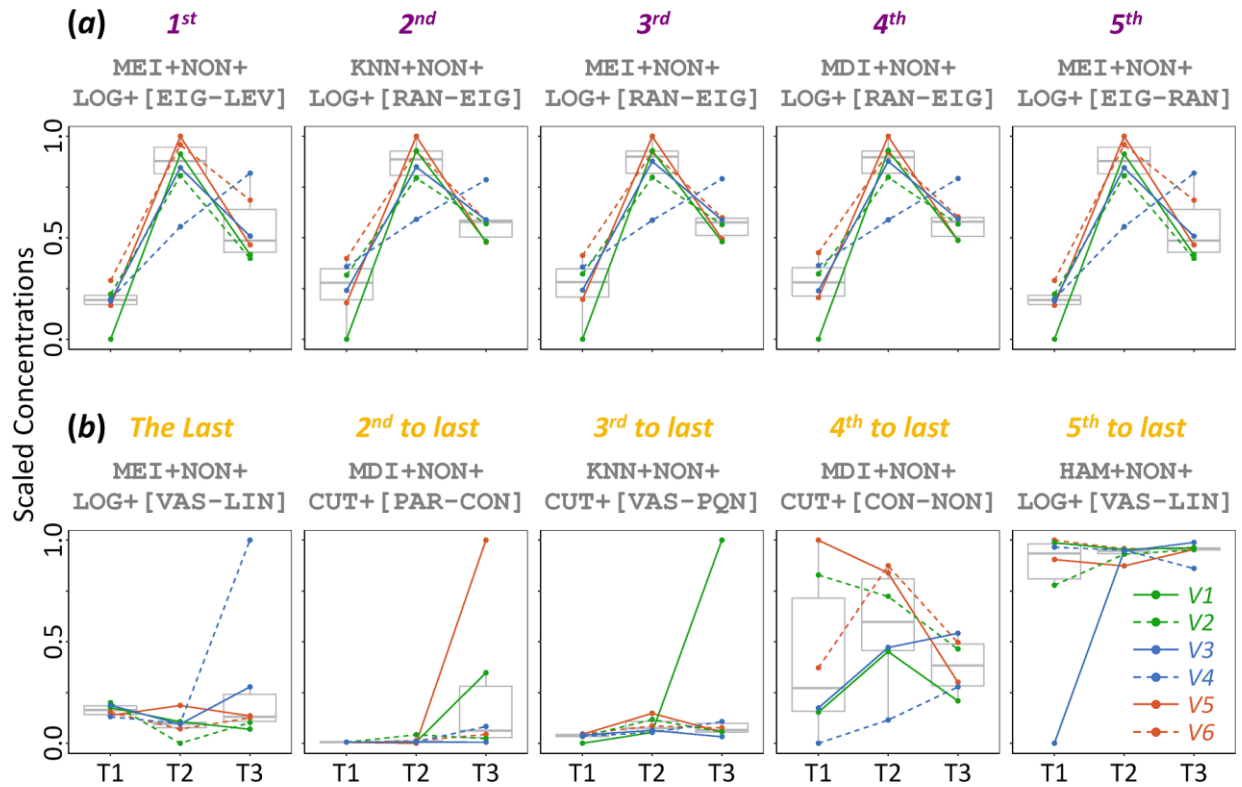 (a) 1st 2nd 3rd 4th 5th
MEI+NON+ KNN+NON+ MEI+NON+ MDI+NON+ MEI+NON+
LOG+[EIG-LEV] LOG+[RAN-EIG] LOG+[RAN-EIG] LOG+[RAN-EIG] LOG+[EIG-RAN]
1.0
0.5
0.0
Scaled Concentrations
(b) The Last 2nd to last 3rd to last 4th to last 5th to last
MEI+NON+ MDI+NON+ KNN+NON+ MDI+NON+ HAM+NON+
LOG+[VAS-LIN] CUT+[PAR-CON] CUT+[VAS-PQN] CUT+[CON-NON] LOG+[VAS-LIN]
1.0
0.5
0.0
V1
V2
V3
V4
V5
V6
T1 T2 T3 T1 T2 T3 T1 T2 T3 T1 T2 T3 T1 T2 T3